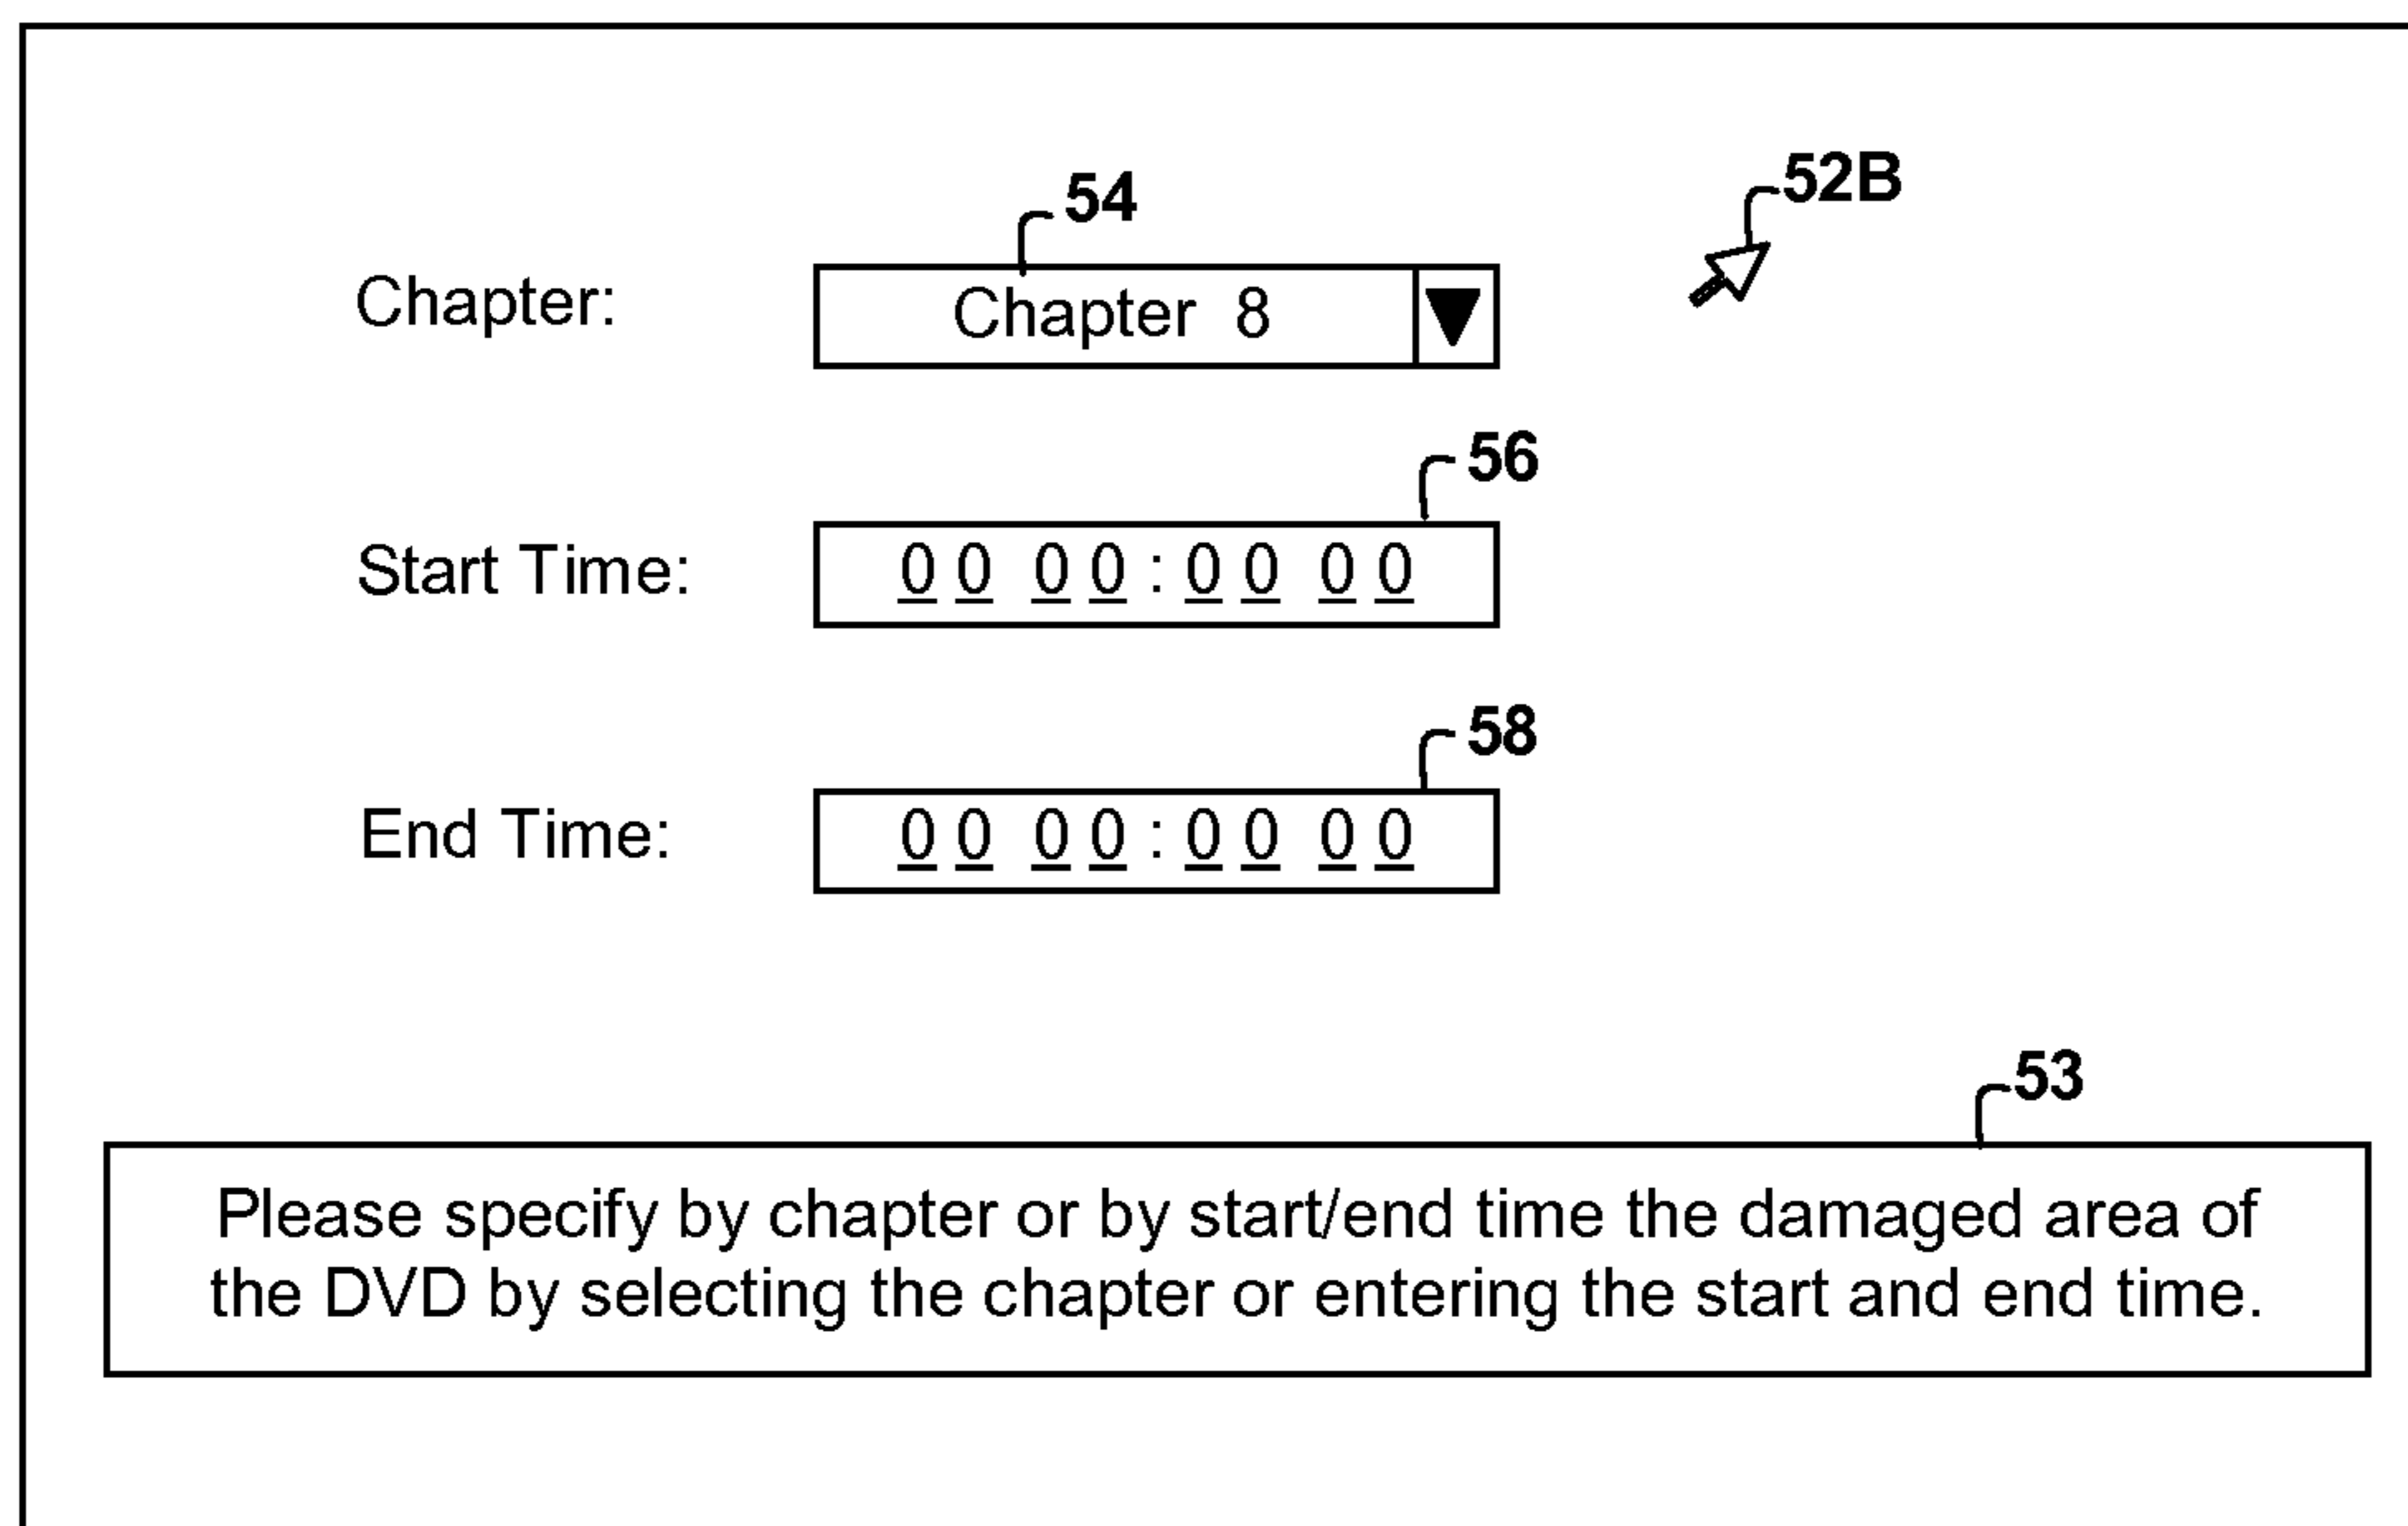 52B
54
Chapter: Chapter 8
56
Start Time: 0 0 0 0 : 0 0 0 0
58
End Time: 0 0 0 0 : 0 0 0 0
53
Please specify by chapter or by start/end time the damaged area of
the DVD by selecting the chapter or entering the start and end time.